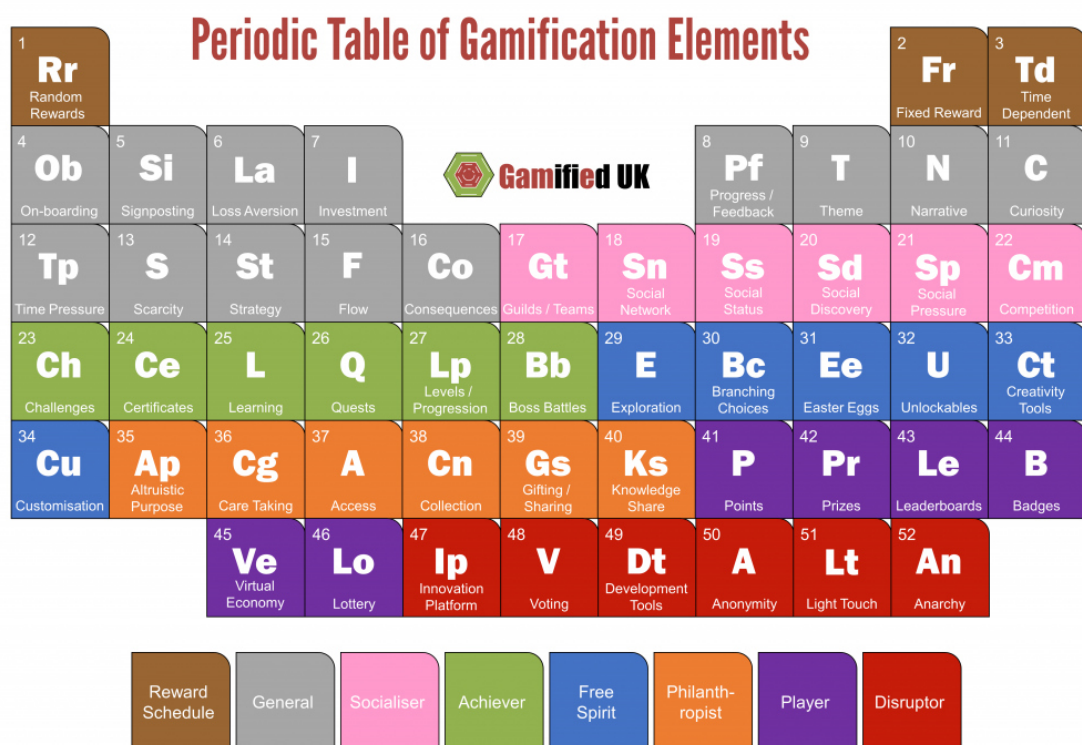 Periodic Table of Gamification Elements
1
Rr
Random
Rewards
2
Fr
Fixed Reward
3
Td
Time
Dependent
4
Ob
On-boarding
5
Si
Signposting
6
La
Loss Aversion
7
I
Investment
Gamified UK
8
Pf
Progress /
Feedback
9
T
Theme
10
N
Narrative
11
C
Curiosity
12
Tp
Time Pressure
13
S
Scarcity
14
St
Strategy
15
F
Flow
16
Co
Consequences
17
Gt
Guilds / Teams
18
Sn
Social
Network
19
Ss
Social
Status
20
Sd
Social
Discovery
21
Sp
Social
Pressure
22
Cm
Competition
23
Ch
Challenges
24
Ce
Certificates
25
L
Learning
26
Q
Quests
27
Lp
Levels /
Progression
28
Bb
Boss Battles
29
E
Exploration
30
Bc
Branching
Choices
31
Ee
Easter Eggs
32
U
Unlockables
33
Ct
Creativity
Tools
34
Cu
Customisation
35
Ap
Altruistic
Purpose
36
Cg
Care Taking
37
A
Access
38
Cn
Collection
39
Gs
Gifting /
Sharing
40
Ks
Knowledge
Share
41
P
Points
42
Pr
Prizes
43
Le
Leaderboards
44
B
Badges
45
Ve
Virtual
Economy
46
Lo
Lottery
47
Ip
Innovation
Platform
48
V
Voting
49
Dt
Development
Tools
50
A
Anonymity
51
Lt
Light Touch
52
An
Anarchy
Reward
Schedule
General
Socialiser
Achiever
Free
Spirit
Philanth-
ropist
Player
Disruptor